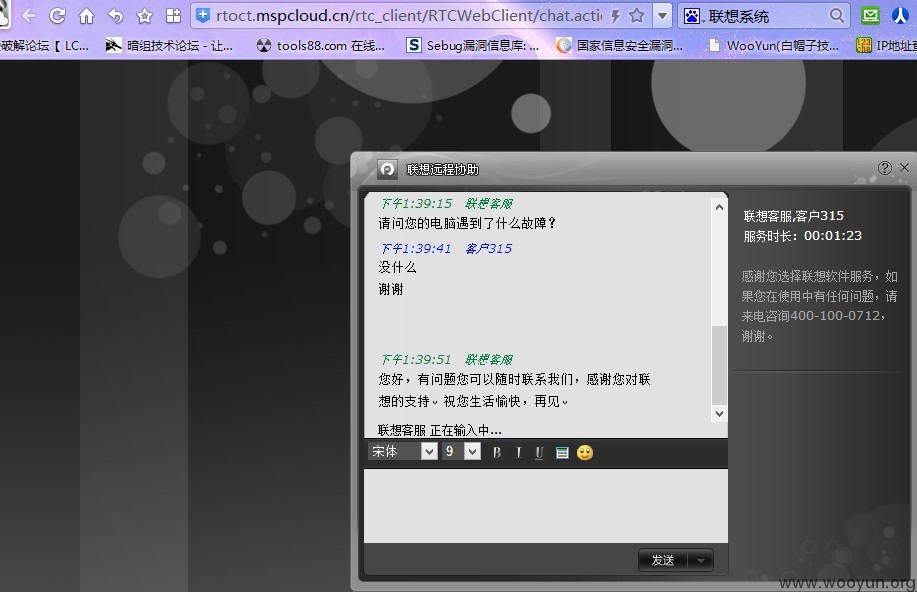 rtoct.mspcloud.cn/rtc_client/RTCWebClient/chat.acti
联想系统
破解论坛【 LC...
暗组技术论坛 - 让...
tools88.com 在线...
Sebug漏洞信息库: ...
国家信息安全漏洞...
WooYun(白帽子技...
IP地址
联想远程协助
下午1:39:15 联想客服
请问您的电脑遇到了什么故障?
下午1:39:41 客户315
没什么
谢谢
下午1:39:51 联想客服
您好,有问题您可以随时联系我们,感谢您对联
想的支持。祝您生活愉快,再见。
联想客服 正在输入中...
宋体
9
B I U
发送
联想客服,客户315
服务时长: 00:01:23
感谢您选择联想软件服务,如
果您在使用中有任何问题,请
来电咨询400-100-0712,
谢谢。
www.wooyun.org